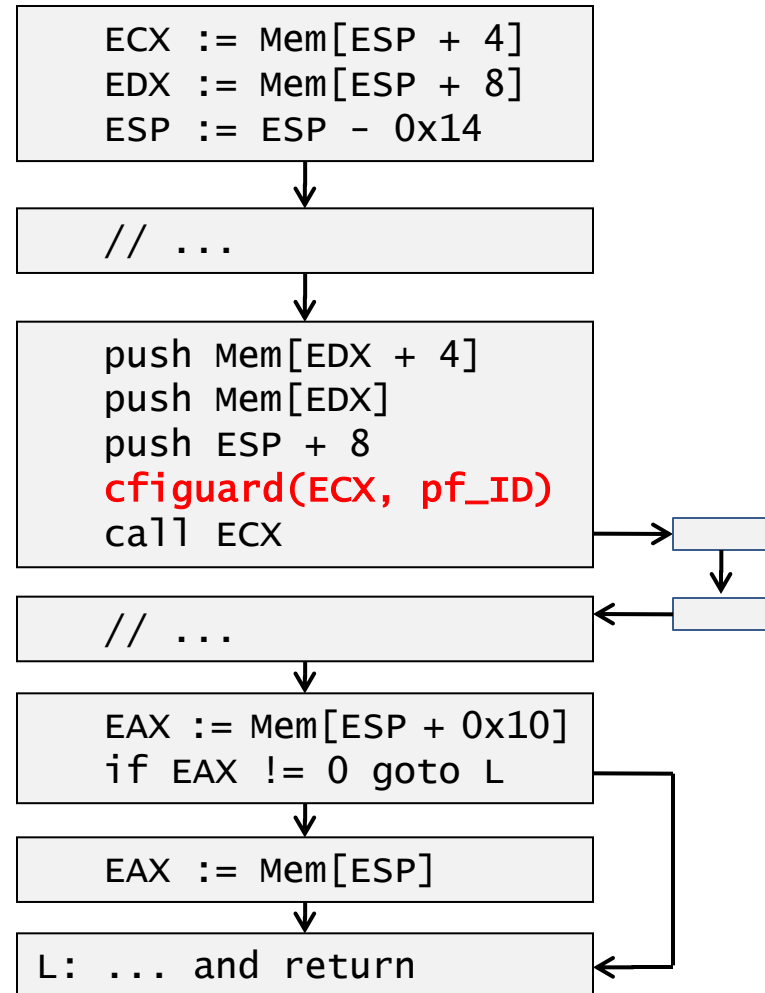 ECX := Mem[ESP + 4]
EDX := Mem[ESP + 8]
ESP := ESP - 0x14
// ...
push Mem[EDX + 4]
push Mem[EDX]
push ESP + 8
cfiguard(ECX, pf_ID)
call ECX
// ...
EAX := Mem[ESP + 0x10]
if EAX != 0 goto L
EAX := Mem[ESP]
L: ... and return